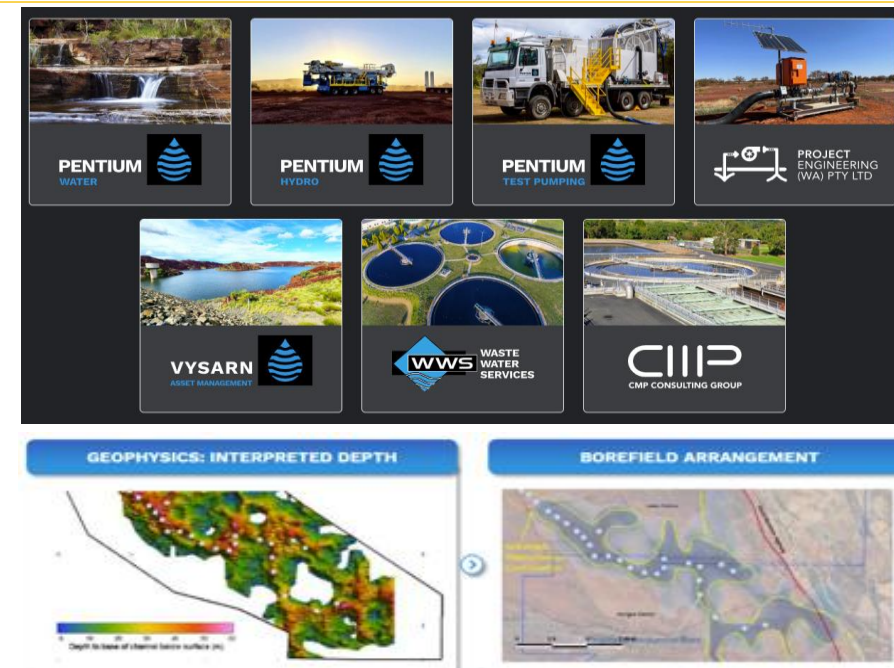 PENTIUM
WATER
PENTIUM
HYDRO
PENTIUM
TEST PUMPING
PROJECT
ENGINEERING
(WA) PTY LTD
VYSARN
ASSET MANAGEMENT
WWS
WASTE
WATER
SERVICES
CMP
CMP CONSULTING GROUP
GEOPHYSICS: INTERPRETED DEPTH
BOREFIELD ARRANGEMENT
Depth to base of channel below surface (m)